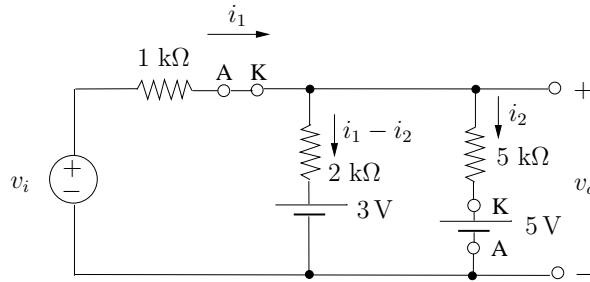 i₁
1 kΩ
A K
+
i₁ − i₂
i₂
2 kΩ
5 kΩ
+
−
vᵢ
K
3 V
5 V
A
−